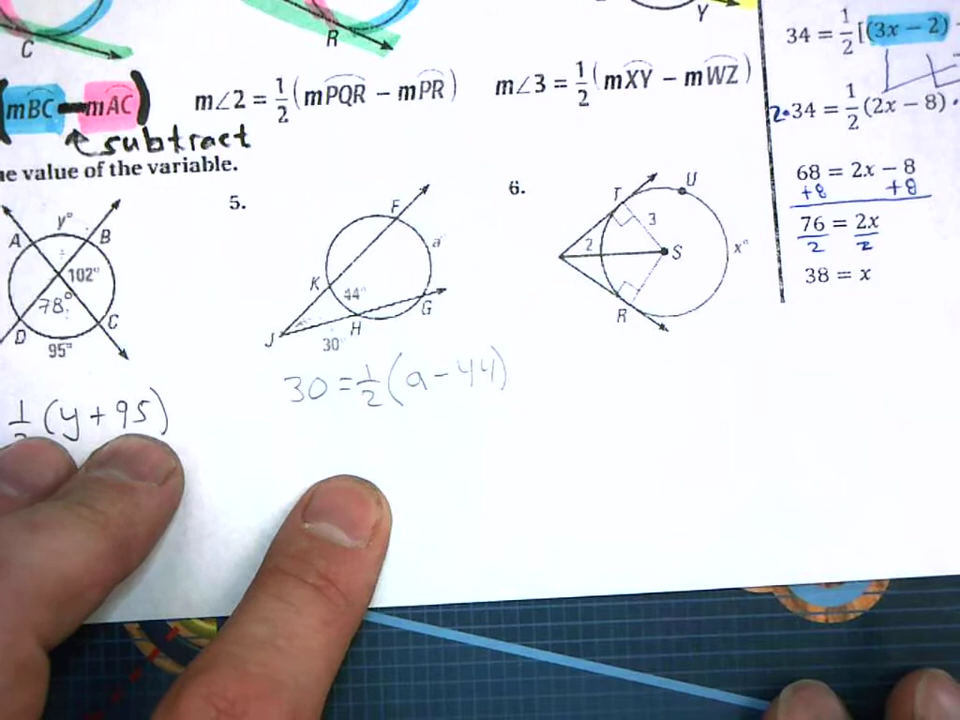 C
R
Y
(mBC - mAC)
m∠2 = 1/2 (mPQR - mPR)
m∠3 = 1/2 (mXY - mWZ)
subtract
value of the variable.
A
y°
B
102°
78°
D
C
95°
1/2 (y + 95)
5.
F
a°
K
44°
G
H
J
30°
30 = 1/2 (a - 44)
6.
T
U
3
2
S
x°
R
34 = 1/2 [(3x - 2)
2•34 = 1/2 (2x - 8) •
68 = 2x - 8
+8 +8
76 = 2x
2 2
38 = x